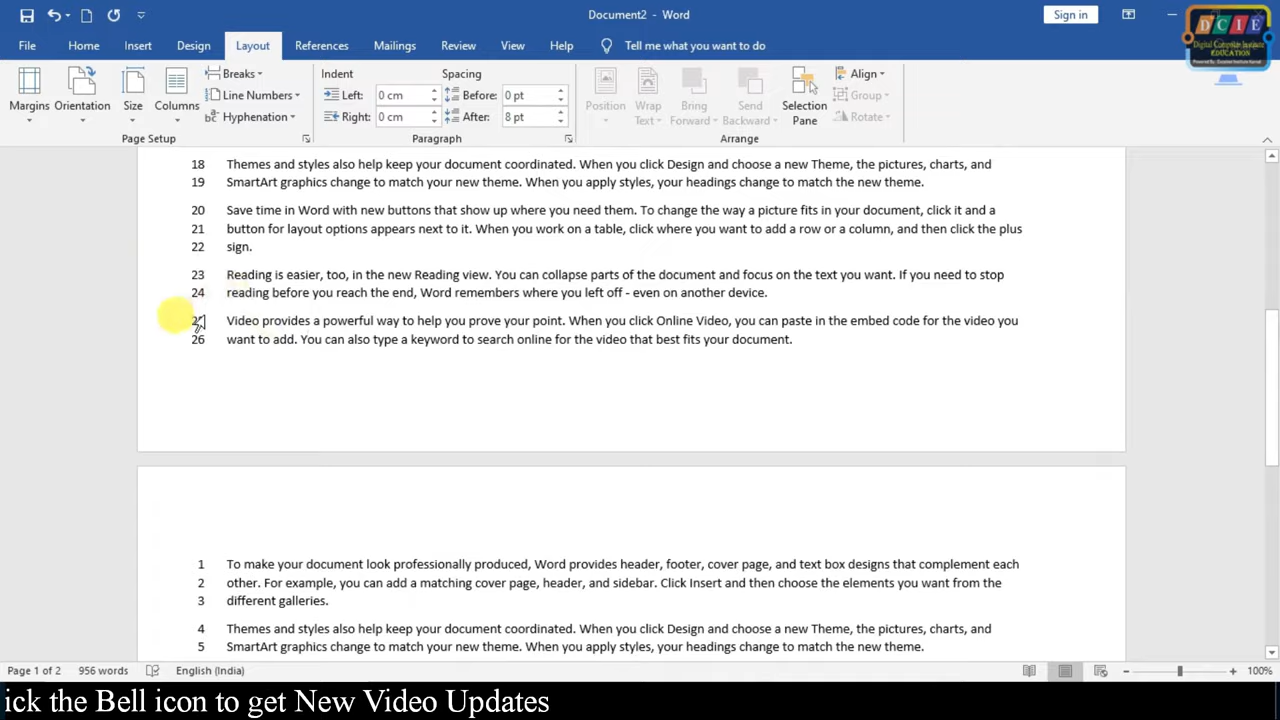 Document2 - Word
Sign in
DCIE
Digital Computer Institute
EDUCATION
File Home Insert Design Layout References Mailings Review View Help Tell me what you want to do
Margins Orientation Size Columns
Breaks
Line Numbers
Hyphenation
Page Setup
Indent Spacing
Left: 0 cm Before: 0 pt
Right: 0 cm After: 8 pt
Paragraph
Position Wrap Text Bring Forward Send Backward Selection Pane
Align
Group
Rotate
Arrange
18 Themes and styles also help keep your document coordinated. When you click Design and choose a new Theme, the pictures, charts, and
19 SmartArt graphics change to match your new theme. When you apply styles, your headings change to match the new theme.
20 Save time in Word with new buttons that show up where you need them. To change the way a picture fits in your document, click it and a
21 button for layout options appears next to it. When you work on a table, click where you want to add a row or a column, and then click the plus
22 sign.
23 Reading is easier, too, in the new Reading view. You can collapse parts of the document and focus on the text you want. If you need to stop
24 reading before you reach the end, Word remembers where you left off - even on another device.
Video provides a powerful way to help you prove your point. When you click Online Video, you can paste in the embed code for the video you
26 want to add. You can also type a keyword to search online for the video that best fits your document.
1 To make your document look professionally produced, Word provides header, footer, cover page, and text box designs that complement each
2 other. For example, you can add a matching cover page, header, and sidebar. Click Insert and then choose the elements you want from the
3 different galleries.
4 Themes and styles also help keep your document coordinated. When you click Design and choose a new Theme, the pictures, charts, and
5 SmartArt graphics change to match your new theme. When you apply styles, your headings change to match the new theme.
Page 1 of 2 956 words English (India) 100%
ick the Bell icon to get New Video Updates